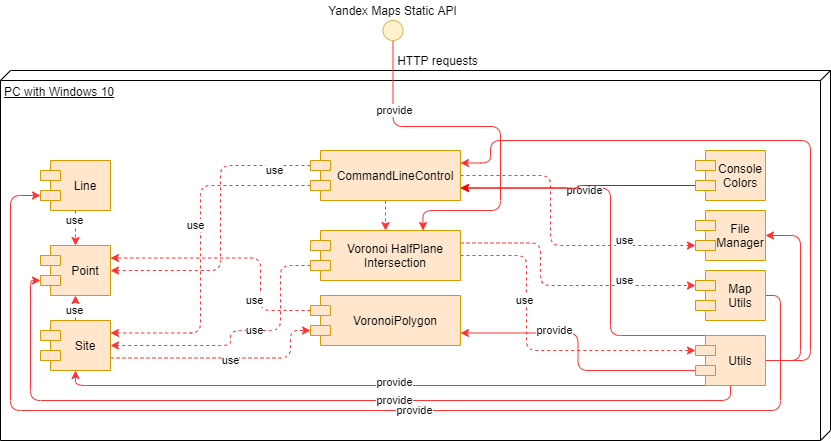 Yandex Maps Static API
HTTP requests
PC with Windows 10
provide
Line
use
CommandLineControl
use
provide
Console
Colors
use
use
File
Manager
Point
Voronoi HalfPlane
Intersection
use
Map
Utils
use
use
use
Site
VoronoiPolygon
use
use
provide
Utils
provide
provide
provide